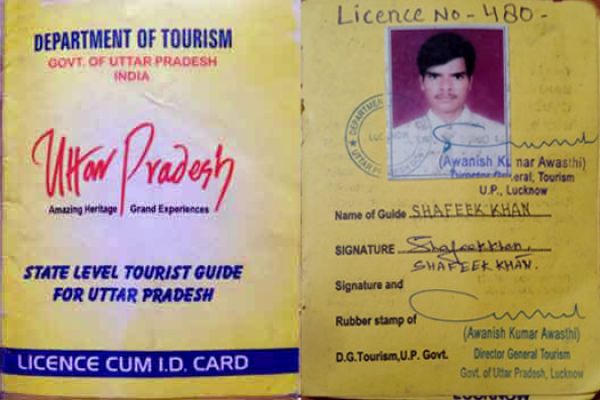 DEPARTMENT OF TOURISM
GOVT. OF UTTAR PRADESH
INDIA
Uttar Pradesh
Amazing Heritage Grand Experiences
STATE LEVEL TOURIST GUIDE
FOR UTTAR PRADESH
LICENCE CUM I.D. CARD
Licence No - 480 -
(Awanish Kumar Awasthi)
Director General, Tourism
U.P., Lucknow
Name of Guide SHAFEEK KHAN
SIGNATURE Shafeekkhan.
SHAFEEK KHAN.
Signature and
Rubber stamp of
(Awanish Kumar Awasthi)
D.G.Tourism,U.P. Govt.
Director General Tourism
Govt. of Uttar Pradesh, Lucknow